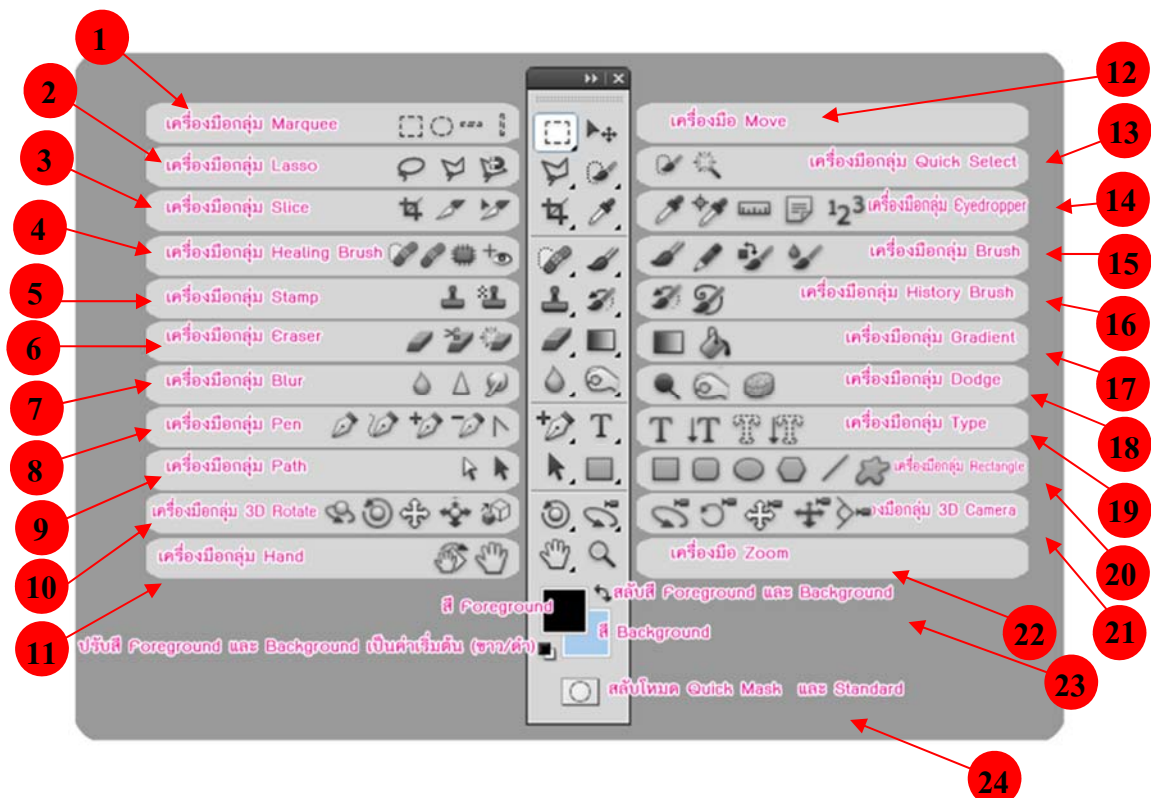 1
2
3
4
5
6
7
8
9
10
11
เครื่องมือกลุ่ม Marquee
เครื่องมือกลุ่ม Lasso
เครื่องมือกลุ่ม Slice
เครื่องมือกลุ่ม Healing Brush
เครื่องมือกลุ่ม Stamp
เครื่องมือกลุ่ม Eraser
เครื่องมือกลุ่ม Blur
เครื่องมือกลุ่ม Pen
เครื่องมือกลุ่ม Path
เครื่องมือกลุ่ม 3D Rotate
เครื่องมือกลุ่ม Hand
เครื่องมือ Move
เครื่องมือกลุ่ม Quick Select
เครื่องมือกลุ่ม Eyedropper
เครื่องมือกลุ่ม Brush
เครื่องมือกลุ่ม History Brush
เครื่องมือกลุ่ม Gradient
เครื่องมือกลุ่ม Dodge
เครื่องมือกลุ่ม Type
เครื่องมือกลุ่ม Rectangle
องมือกลุ่ม 3D Camera
เครื่องมือ Zoom
สี Foreground
สลับสี Foreground และ Background
สี Background
ปรับสี Foreground และ Background เป็นค่าเริ่มต้น (ขาว/ดำ)
สลับโหมด Quick Mask และ Standard
12
13
14
15
16
17
18
19
20
21
22
23
24